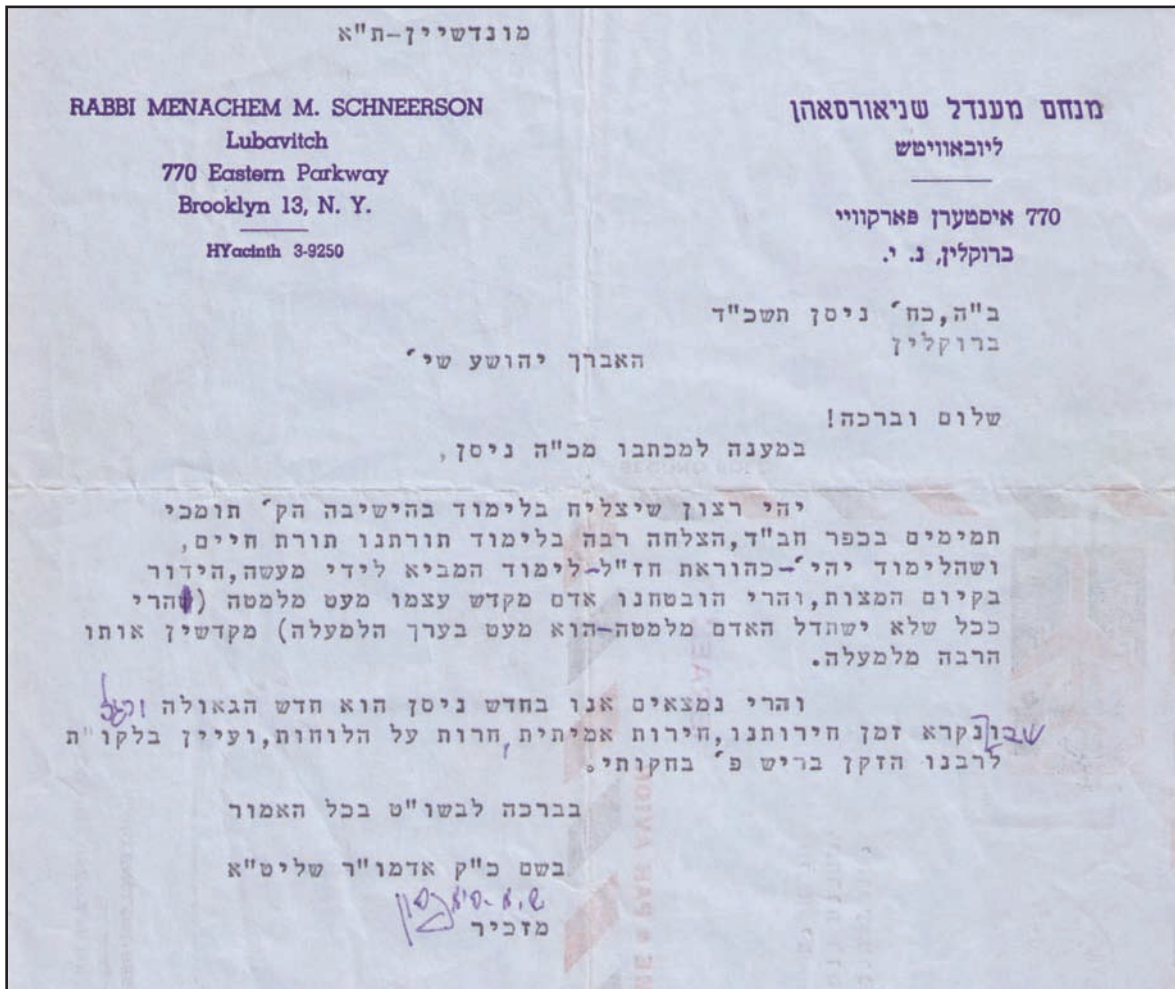 מונדשיין-ת"א
RABBI MENACHEM M. SCHNEERSON
Lubavitch
770 Eastern Parkway
Brooklyn 13, N. Y.
HYacinth 3-9250
מנחם מענדל שניאורסאהן
ליובאוויטש
770 איסטערן פארקוויי
ברוקלין, נ. י.
ב"ה,כח' ניסן תשכ"ד
ברוקלין
האברך יהושע שי'
שלום וברכה!
במענה למכתבו מכ"ה ניסן,
יהי רצון שיצליח בלימוד בהישיבה הק' תומכי
תמימים בכפר חב"ד,הצלחה רבה בלימוד תורתנו תורת חיים,
ושהלימוד יהי'-כהוראת חז"ל-לימוד המביא לידי מעשה,הידור
בקיום המצות,והרי הובטחנו אדם מקדש עצמו מעט מלמטה (שהרי
ככל שלא ישתדל האדם מלמטה-הוא מעט בערך הלמעלה) מקדשין אותו
הרבה מלמעלה.
והרי נמצאים אנו בחדש ניסן הוא חדש הגאולה
שבו נקרא זמן חירותנו,חירות אמיתית,חרות על הלוחות,ועיין בלקו"ת
לרבנו הזקן בריש פ' בחקותי.
בברכה לבשו"ט בכל האמור
בשם כ"ק אדמו"ר שליט"א
מזכיר